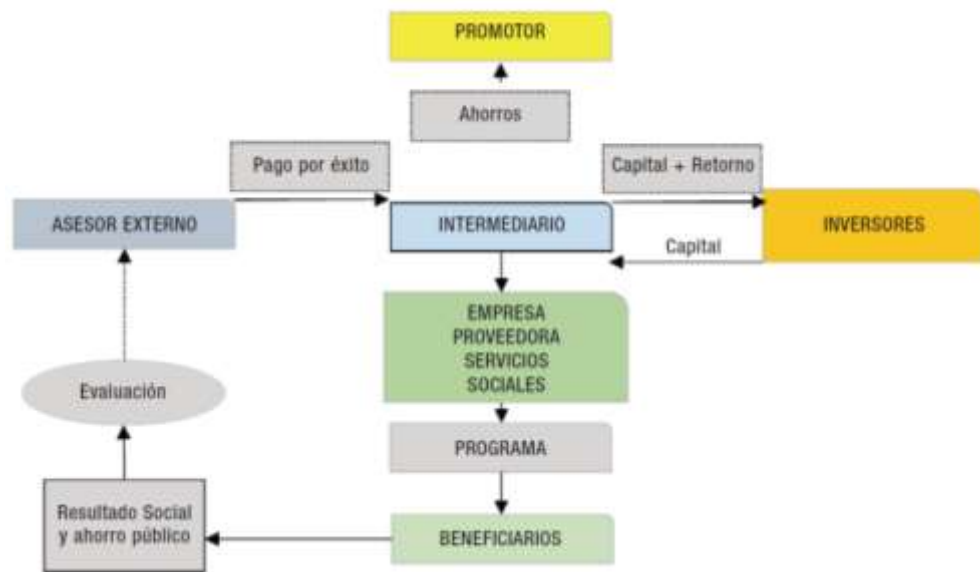 PROMOTOR
Ahorros
Pago por éxito
Capital + Retorno
ASESOR EXTERNO
INTERMEDIARIO
INVERSORES
Capital
EMPRESA
PROVEEDORA
SERVICIOS
SOCIALES
Evaluación
PROGRAMA
Resultado Social
y ahorro público
BENEFICIARIOS